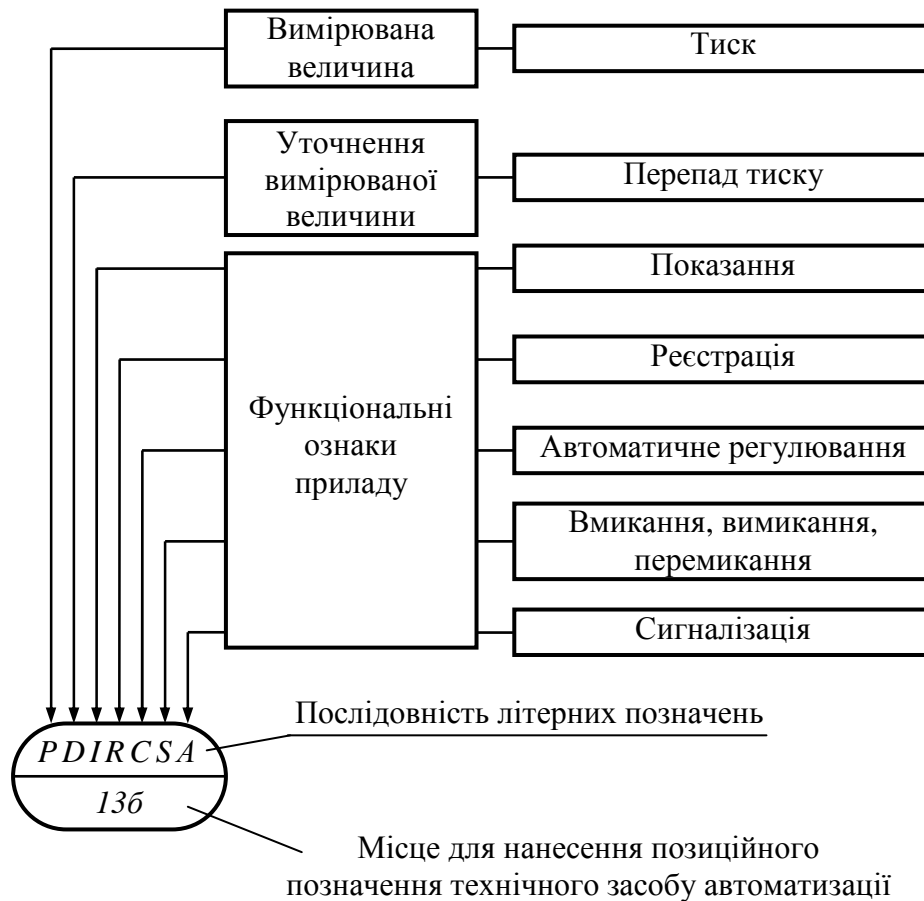 Вимірювана
величина
Тиск
Уточнення
вимірюваної
величини
Перепад тиску
Функціональні
ознаки
приладу
Показання
Реєстрація
Автоматичне регулювання
Вмикання, вимикання,
перемикання
Сигналізація
Послідовність літерних позначень
PDIRCSA
13б
Місце для нанесення позиційного
позначення технічного засобу автоматизації